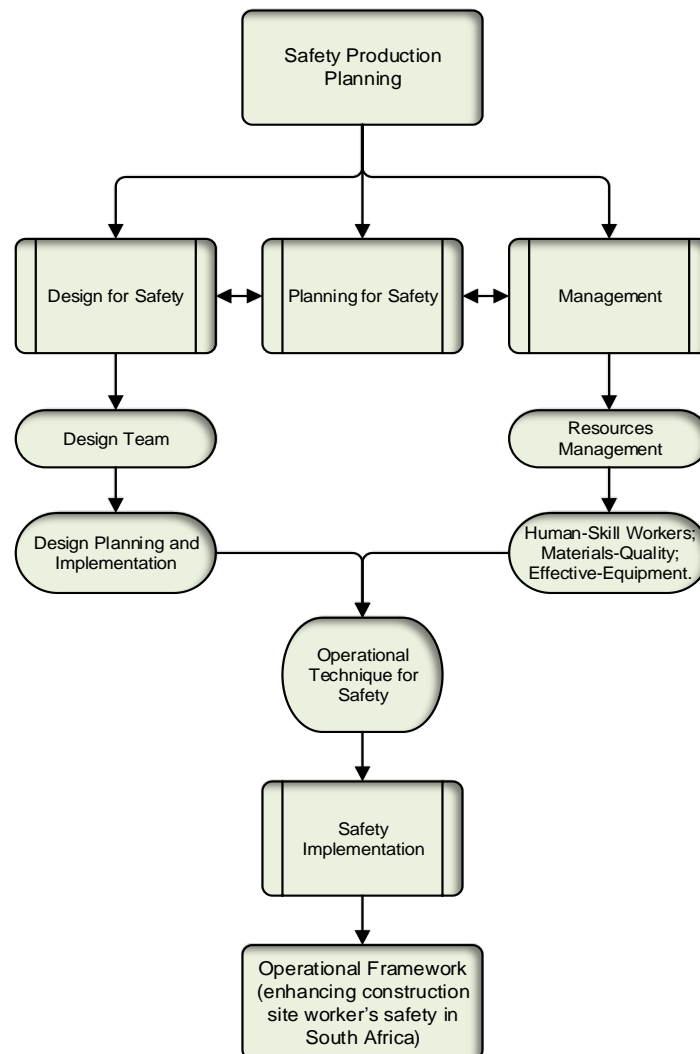 Safety Production
Planning
Design for Safety
Planning for Safety
Management
Design Team
Resources
Management
Design Planning and
Implementation
Human-Skill Workers;
Materials-Quality;
Effective-Equipment.
Operational
Technique for
Safety
Safety
Implementation
Operational Framework
(enhancing construction
site worker's safety in
South Africa)